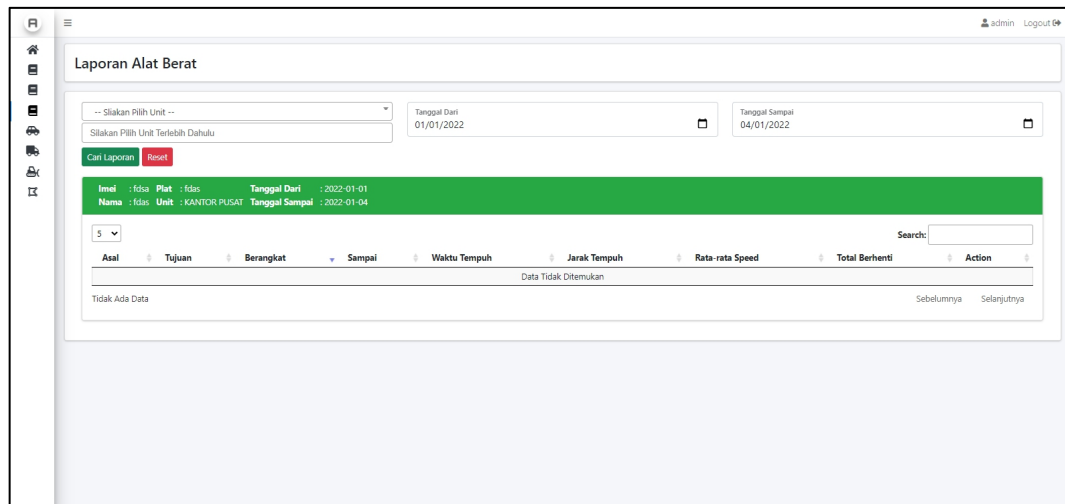 admin Logout
Laporan Alat Berat
-- Sliakan Pilih Unit --
Silakan Pilih Unit Terlebih Dahulu
Tanggal Dari
01/01/2022
Tanggal Sampai
04/01/2022
Cari Laporan Reset
Imei : fdsa Plat : fdas Tanggal Dari : 2022-01-01
Nama : fdas Unit : KANTOR PUSAT Tanggal Sampai : 2022-01-04
5 Search:
Asal Tujuan Berangkat Sampai Waktu Tempuh Jarak Tempuh Rata-rata Speed Total Berhenti Action
Data Tidak Ditemukan
Tidak Ada Data Sebelumnya Selanjutnya